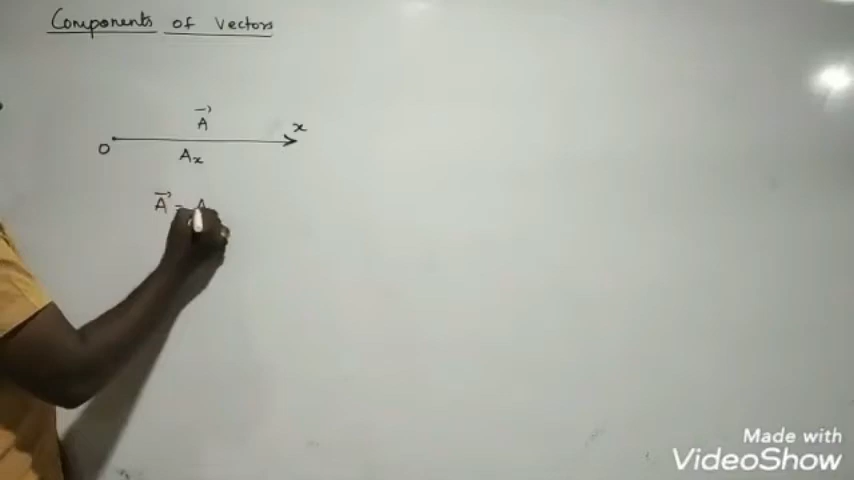 Components of Vectors
A⃗
x
O
Aₓ
A⃗ = A
Made with
VideoShow